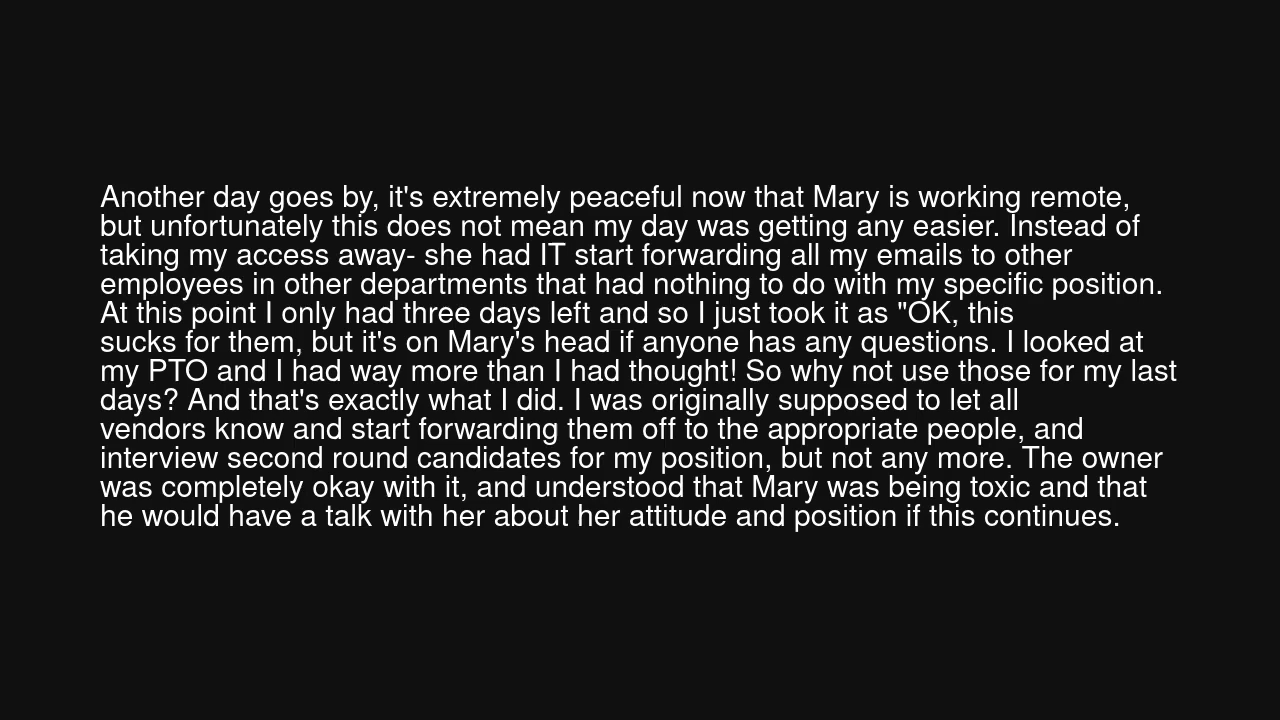 Another day goes by, it's extremely peaceful now that Mary is working remote,
but unfortunately this does not mean my day was getting any easier. Instead of
taking my access away- she had IT start forwarding all my emails to other
employees in other departments that had nothing to do with my specific position.
At this point I only had three days left and so I just took it as "OK, this
sucks for them, but it's on Mary's head if anyone has any questions. I looked at
my PTO and I had way more than I had thought! So why not use those for my last
days? And that's exactly what I did. I was originally supposed to let all
vendors know and start forwarding them off to the appropriate people, and
interview second round candidates for my position, but not any more. The owner
was completely okay with it, and understood that Mary was being toxic and that
he would have a talk with her about her attitude and position if this continues.